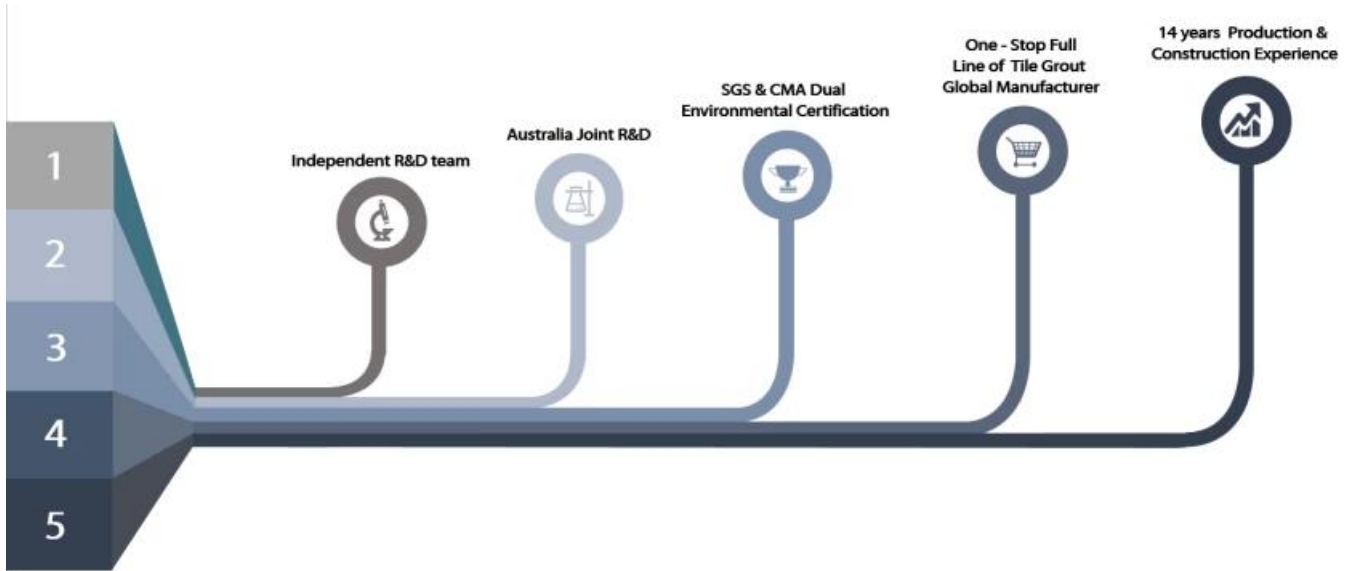 1
2
3
4
5
Independent R&D team
Australia Joint R&D
SGS & CMA Dual
Environmental Certification
One - Stop Full
Line of Tile Grout
Global Manufacturer
14 years Production &
Construction Experience